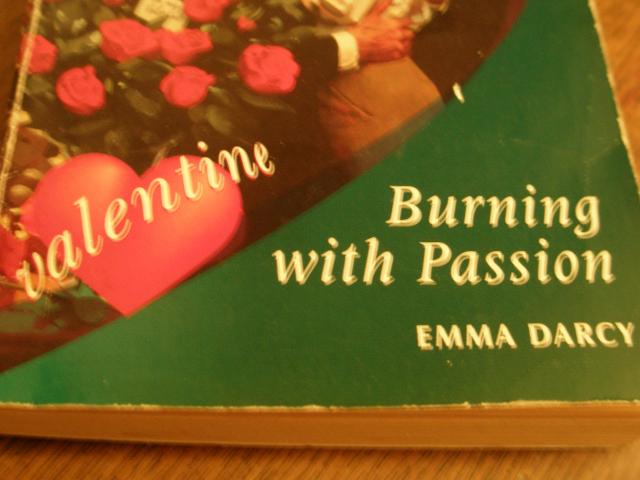 valentine
Burning
with Passion
EMMA DARCY